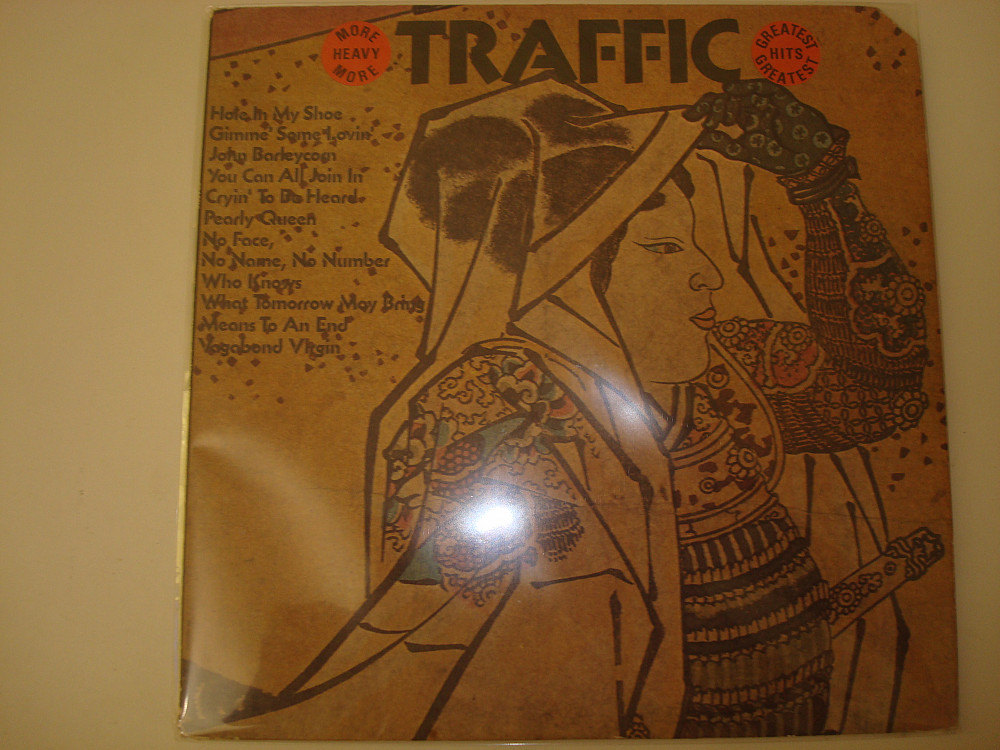 MORE
HEAVY
MORE
TRAFFIC
GREATEST
HITS
GREATEST
Hole In My Shoe
Gimme' Some Lovin'
John Barleycorn
You Can All Join In
Cryin' To Be Heard
Pearly Queen
No Face,
No Name, No Number
Who Knows
What Tomorrow May Bring
Means To An End
Vagabond Virgin